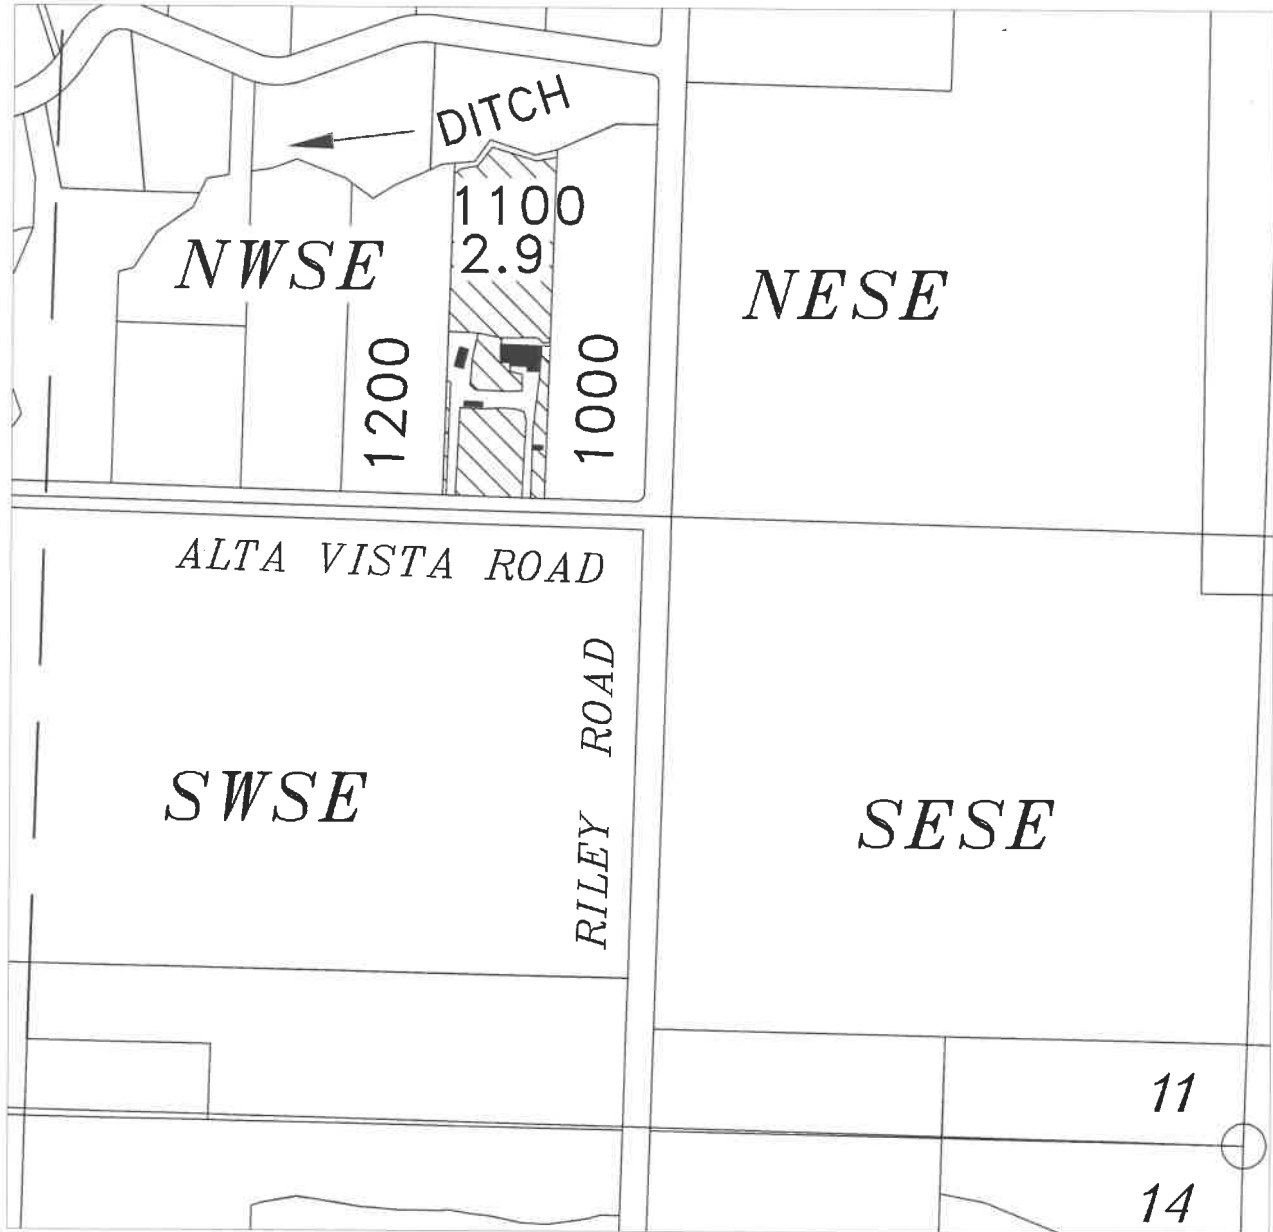 DITCH
1100
2.9
NWSE
NESE
1200
1000
ALTA VISTA ROAD
RILEY ROAD
SWSE
SESE
11
14